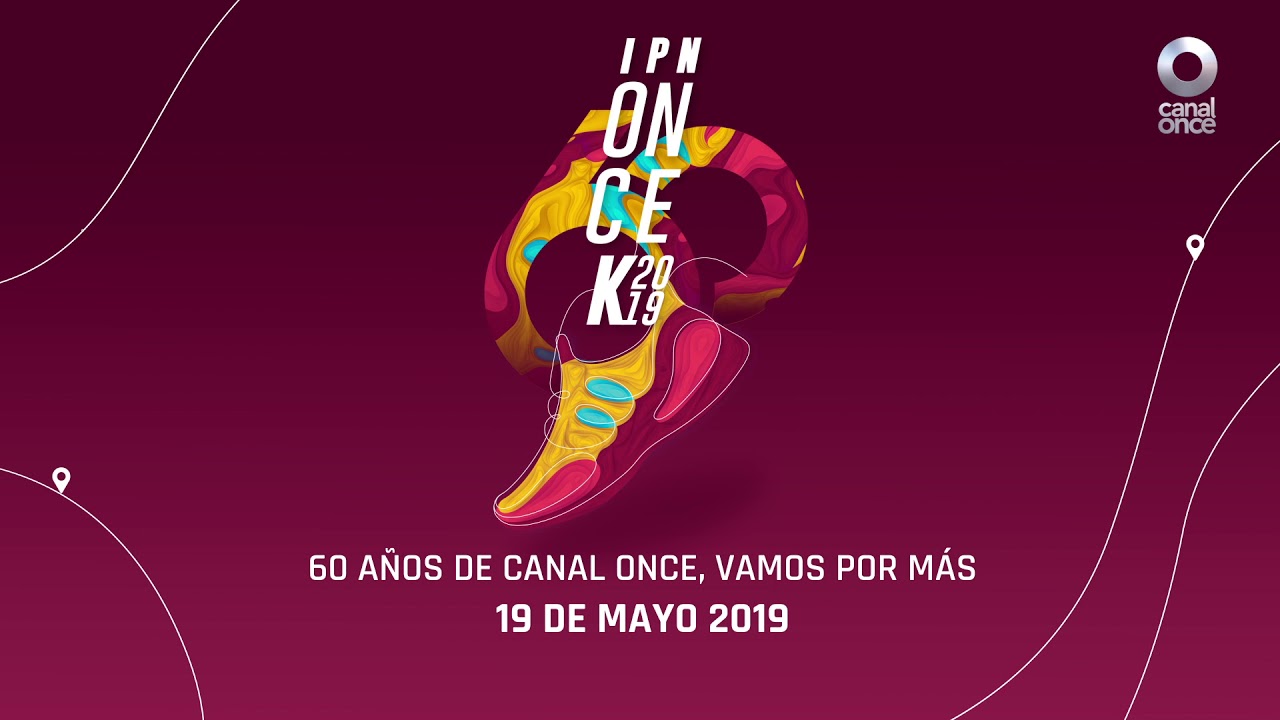 IPN
ON
CE
K2019
canal
once
60 AÑOS DE CANAL ONCE, VAMOS POR MÁS
19 DE MAYO 2019